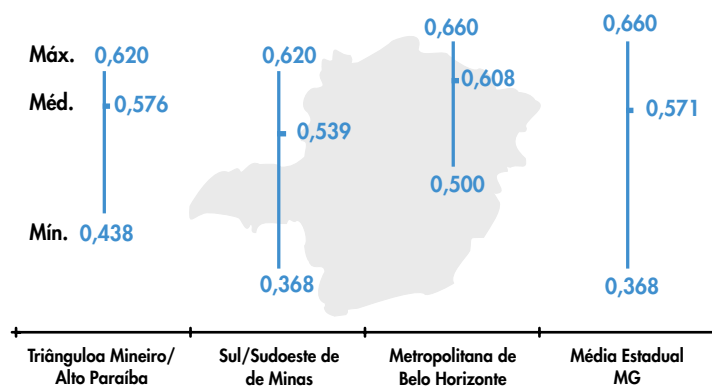 Máx. 0,620 0,620 0,660 0,660
Méd. 0,576 0,539 0,608 0,571
Mín. 0,438 0,368 0,500 0,368
Triânguloa Mineiro/
Alto Paraíba
Sul/Sudoeste de
de Minas
Metropolitana de
Belo Horizonte
Média Estadual
MG